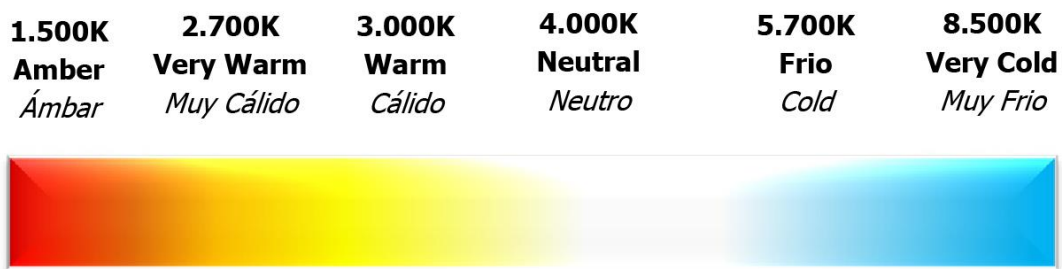 1.500K 2.700K 3.000K 4.000K 5.700K 8.500K
Amber Very Warm Warm Neutral Frio Very Cold
Ámbar Muy Cálido Cálido Neutro Cold Muy Frio